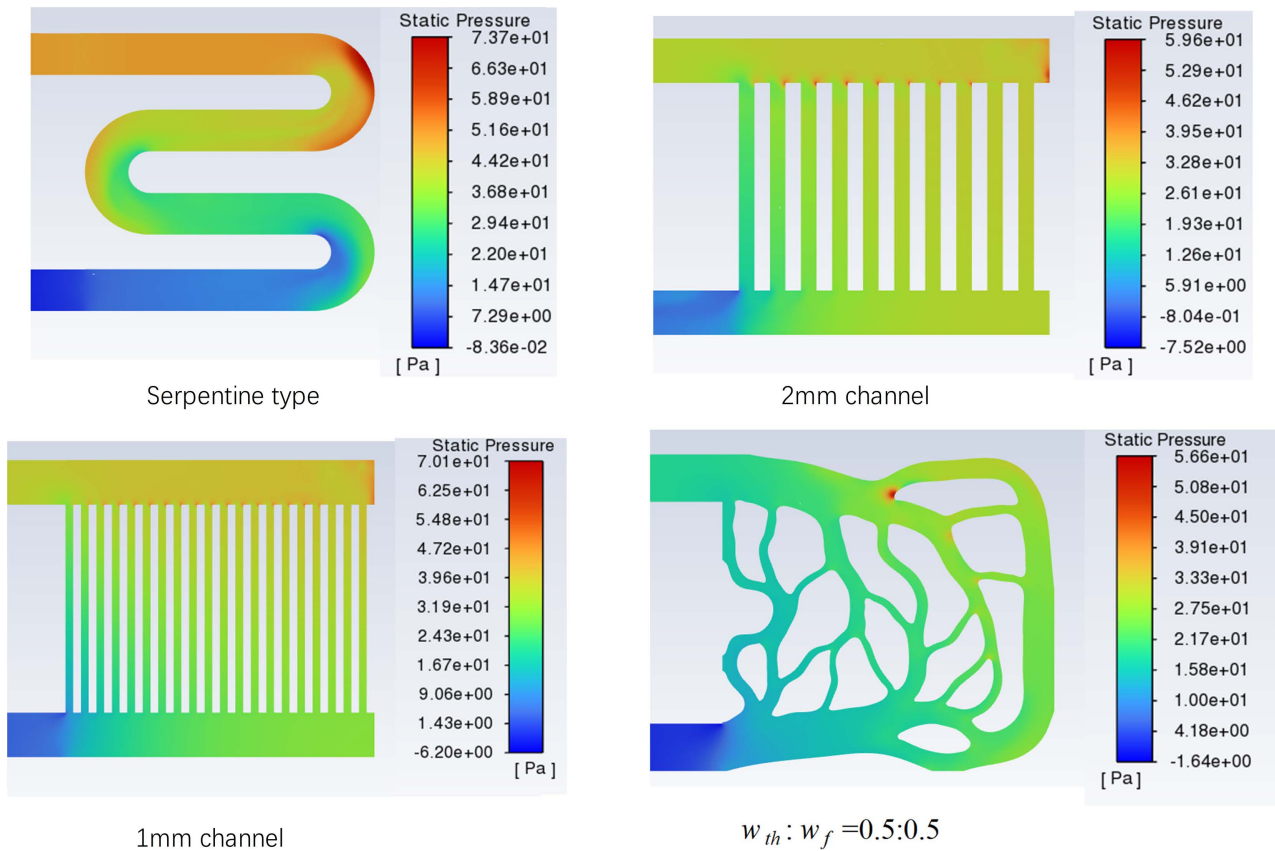 Static Pressure
7.37e+01
6.63e+01
5.89e+01
5.16e+01
4.42e+01
3.68e+01
2.94e+01
2.20e+01
1.47e+01
7.29e+00
-8.36e-02
[ Pa ]
Serpentine type
Static Pressure
5.96e+01
5.29e+01
4.62e+01
3.95e+01
3.28e+01
2.61e+01
1.93e+01
1.26e+01
5.91e+00
-8.04e-01
-7.52e+00
[ Pa ]
2mm channel
Static Pressure
7.01e+01
6.25e+01
5.48e+01
4.72e+01
3.96e+01
3.19e+01
2.43e+01
1.67e+01
9.06e+00
1.43e+00
-6.20e+00
[ Pa ]
1mm channel
Static Pressure
5.66e+01
5.08e+01
4.50e+01
3.91e+01
3.33e+01
2.75e+01
2.17e+01
1.58e+01
1.00e+01
4.18e+00
-1.64e+00
[ Pa ]
w_th : w_f =0.5:0.5